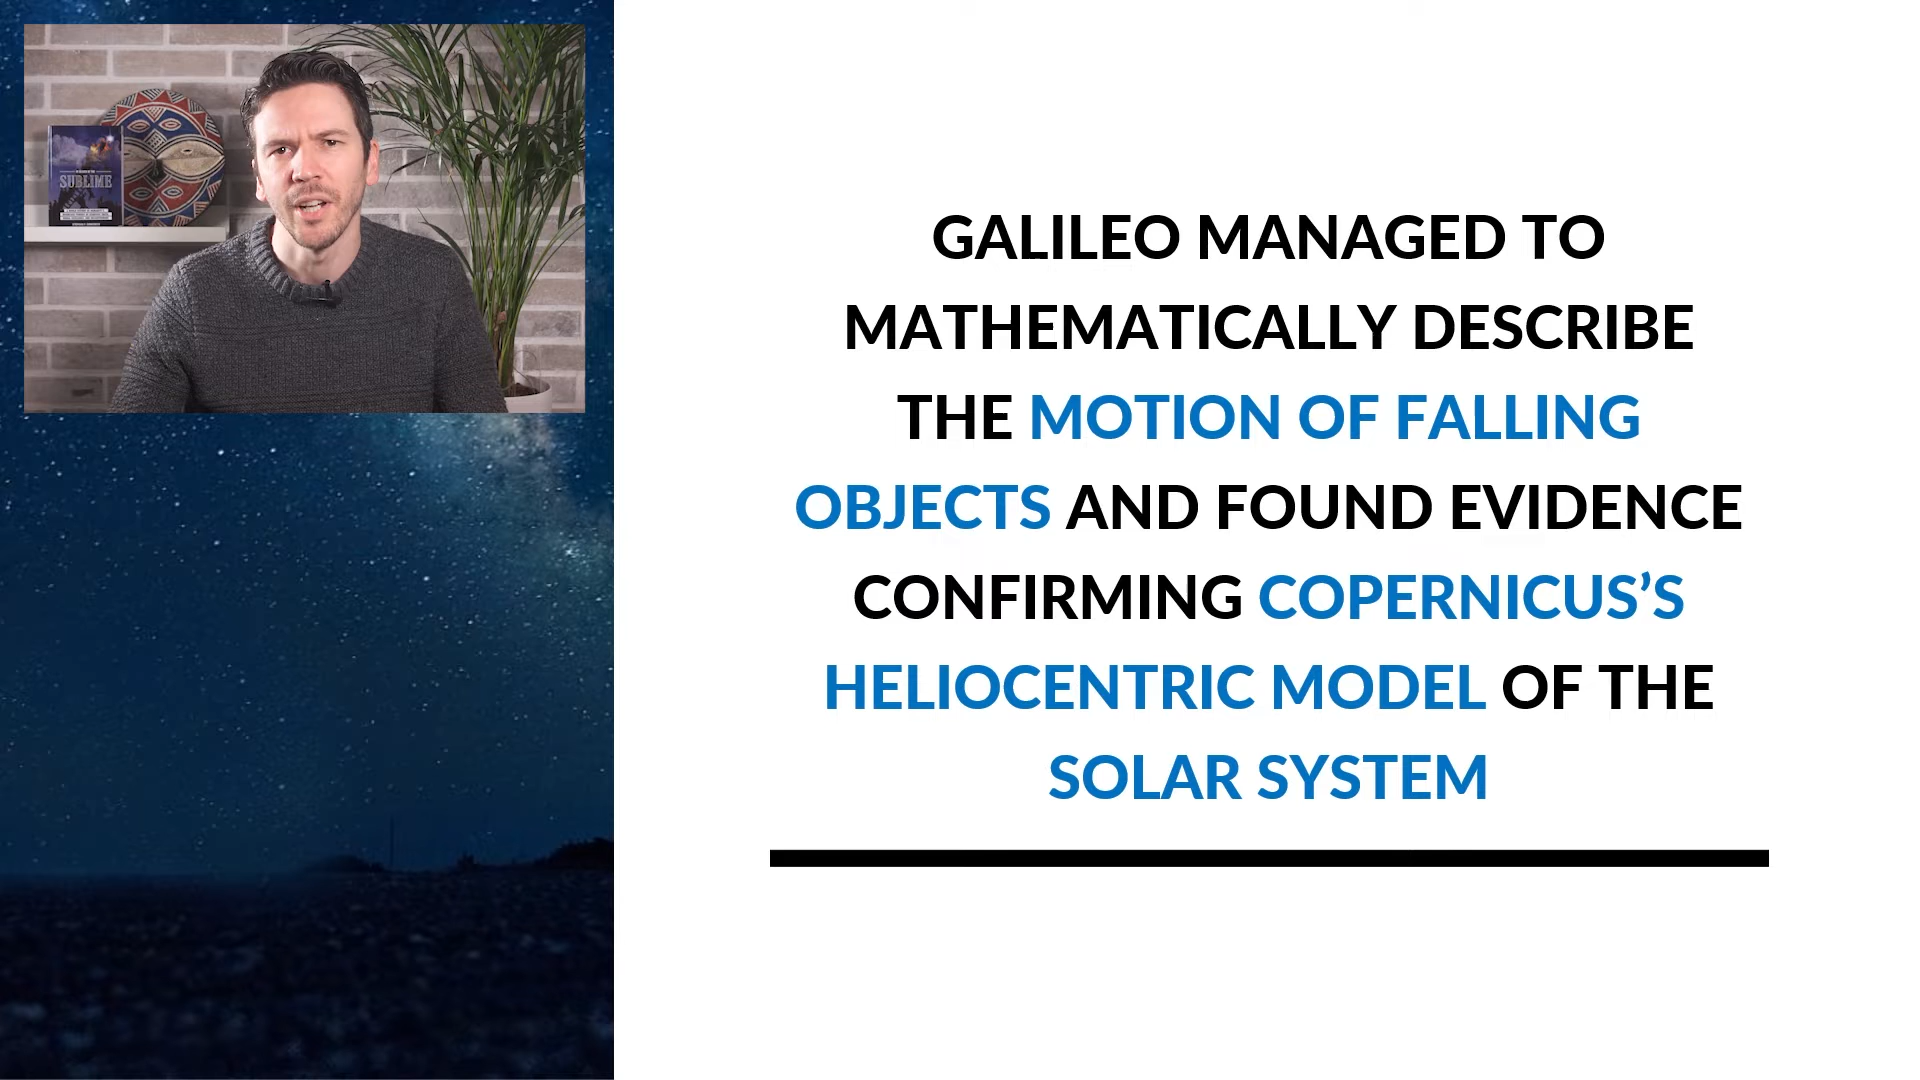 SUBLIME
GALILEO MANAGED TO
MATHEMATICALLY DESCRIBE
THE MOTION OF FALLING
OBJECTS AND FOUND EVIDENCE
CONFIRMING COPERNICUS’S
HELIOCENTRIC MODEL OF THE
SOLAR SYSTEM